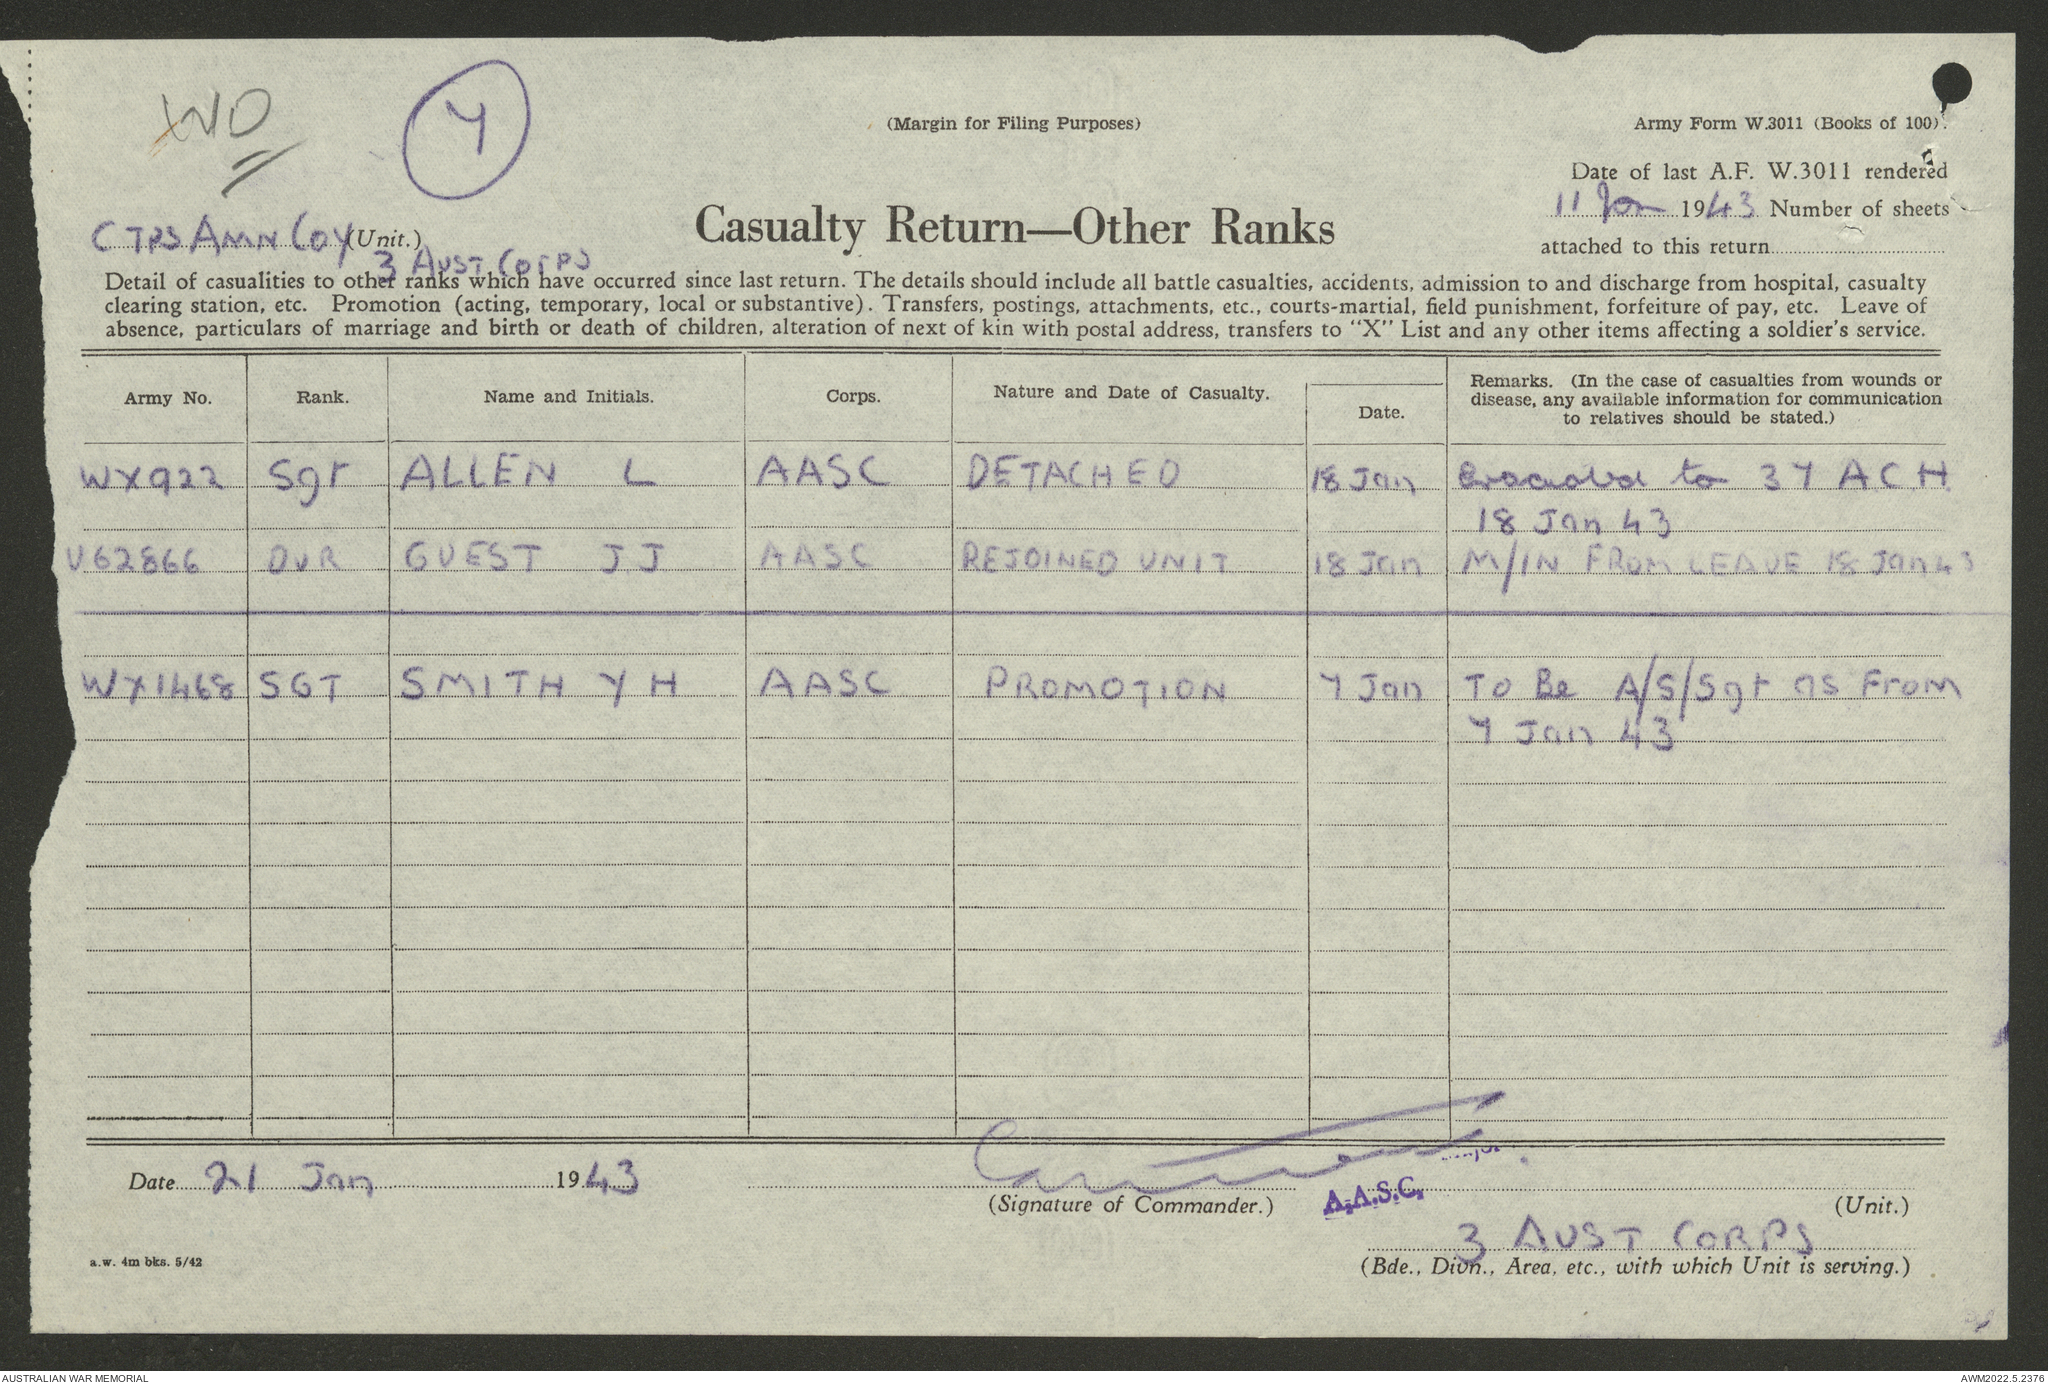 WO
Y
(Margin for Filing Purposes)
Army Form W.3011 (Books of 100).
Date of last A.F. W.3011 rendered
11 Jan 1943 Number of sheets
attached to this return
C TPS AMN COY (Unit.)
3 AUST CORPS
Casualty Return—Other Ranks
Detail of casualities to other ranks which have occurred since last return. The details should include all battle casualties, accidents, admission to and discharge from hospital, casualty
clearing station, etc. Promotion (acting, temporary, local or substantive). Transfers, postings, attachments, etc., courts-martial, field punishment, forfeiture of pay, etc. Leave of
absence, particulars of marriage and birth or death of children, alteration of next of kin with postal address, transfers to "X" List and any other items affecting a soldier's service.
Army No. Rank. Name and Initials. Corps. Nature and Date of Casualty. Date. Remarks. (In the case of casualties from wounds or
disease, any available information for communication
to relatives should be stated.)
WX922 Sgt ALLEN L AASC DETACHED 18 Jan Evacuated to 37 ACH
18 Jan 43
V62866 DVR GUEST J J AASC REJOINED UNIT 18 Jan M/IN FROM LEAVE 18 JAN 43
WX1468 SGT SMITH Y H AASC PROMOTION 7 Jan TO Be A/S/Sgt as From
7 Jan 43
Date 21 Jan 1943
(Signature of Commander.)
A.A.S.C.
(Unit.)
3 AUST CORPS
(Bde., Divn., Area, etc., with which Unit is serving.)
a.w. 4m bks. 5/42
AUSTRALIAN WAR MEMORIAL
AWM2022.5.2376